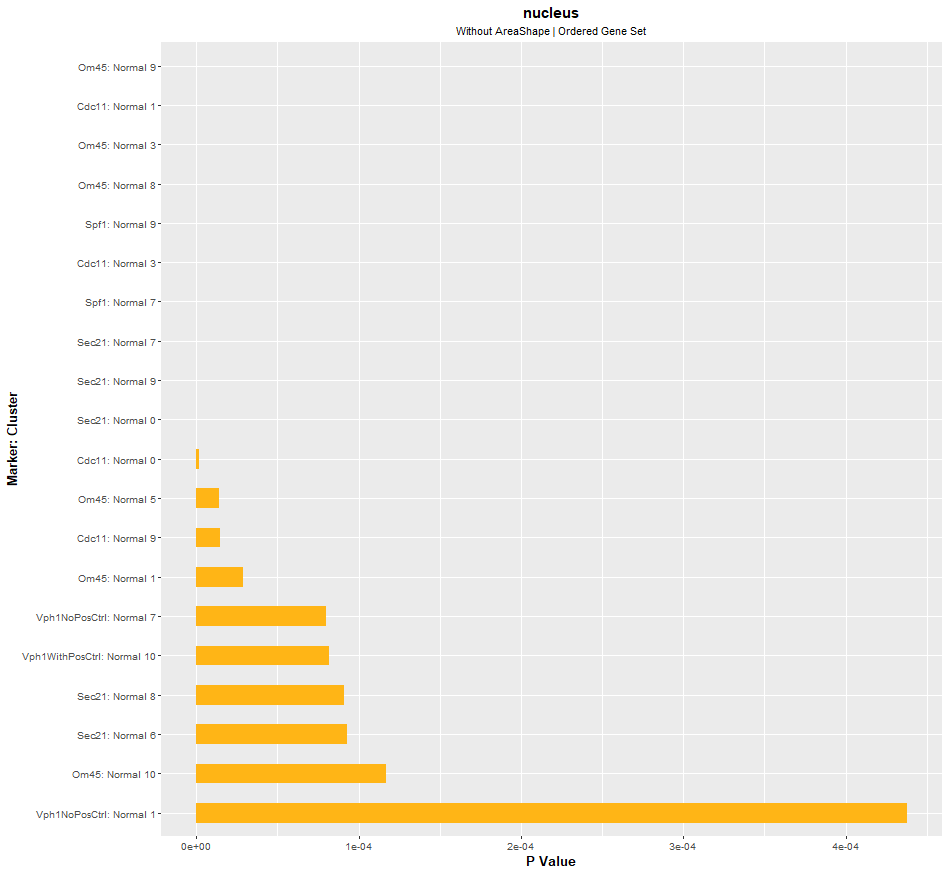 nucleus
Without AreaShape | Ordered Gene Set
Marker: Cluster
Om45: Normal 9
Cdc11: Normal 1
Om45: Normal 3
Om45: Normal 8
Spf1: Normal 9
Cdc11: Normal 3
Spf1: Normal 7
Sec21: Normal 7
Sec21: Normal 9
Sec21: Normal 0
Cdc11: Normal 0
Om45: Normal 5
Cdc11: Normal 9
Om45: Normal 1
Vph1NoPosCtrl: Normal 7
Vph1WithPosCtrl: Normal 10
Sec21: Normal 8
Sec21: Normal 6
Om45: Normal 10
Vph1NoPosCtrl: Normal 1
0e+00 1e-04 2e-04 3e-04 4e-04
P Value